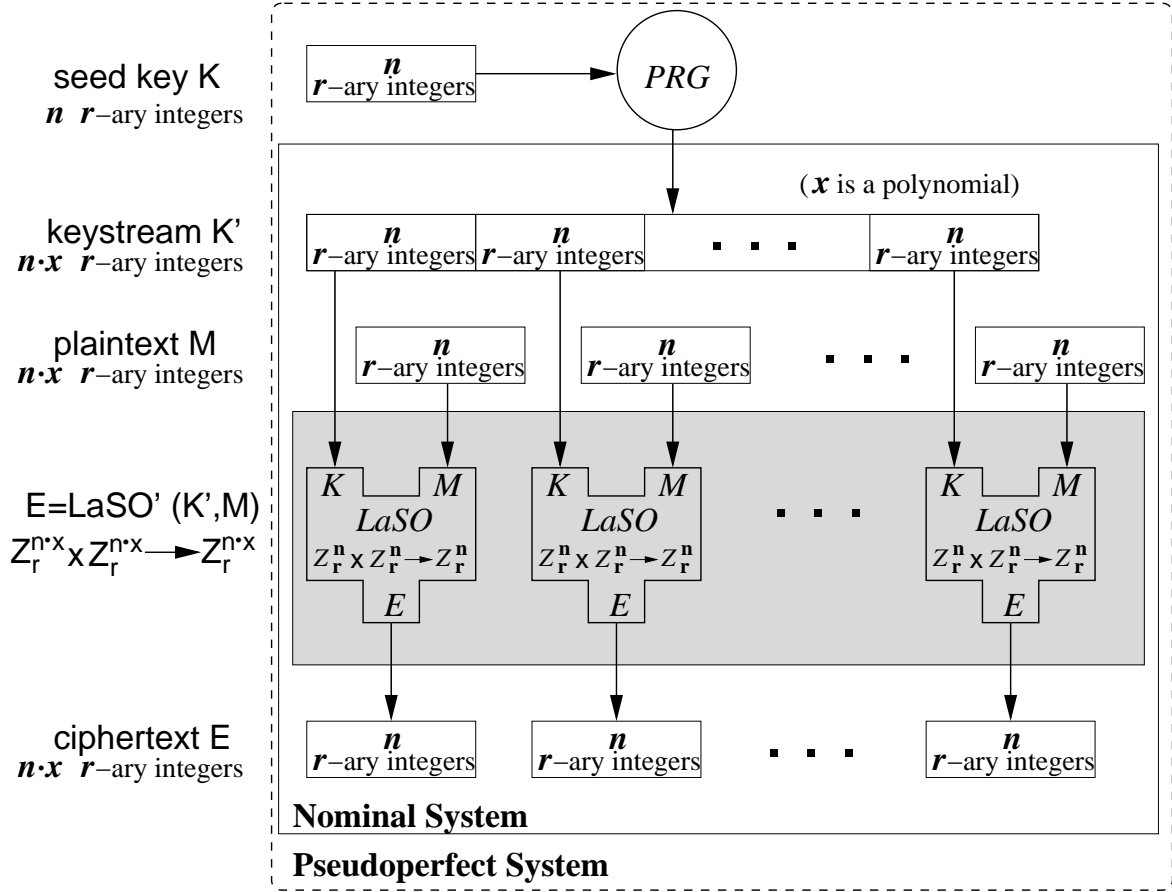 seed key K
n r−ary integers
n
r−ary integers
PRG
( x is a polynomial)
keystream K’
n·x r−ary integers
n
r−ary integers
n
r−ary integers
. . .
n
r−ary integers
plaintext M
n·x r−ary integers
n
r−ary integers
n
r−ary integers
. . .
n
r−ary integers
E=LaSO’ (K’,M)
Z_r^{n·x} x Z_r^{n·x} → Z_r^{n·x}
K M
LaSO
Z_r^n x Z_r^n → Z_r^n
E
K M
LaSO
Z_r^n x Z_r^n → Z_r^n
E
. . .
K M
LaSO
Z_r^n x Z_r^n → Z_r^n
E
ciphertext E
n·x r−ary integers
n
r−ary integers
n
r−ary integers
. . .
n
r−ary integers
Nominal System
Pseudoperfect System